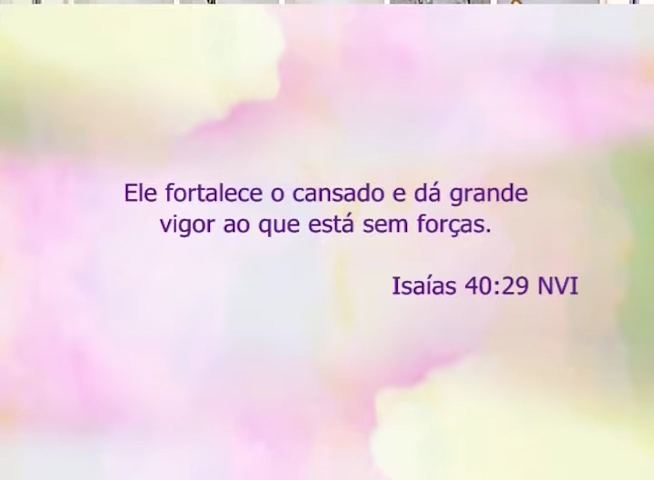 Ele fortalece o cansado e dá grande
vigor ao que está sem forças.
Isaías 40:29 NVI